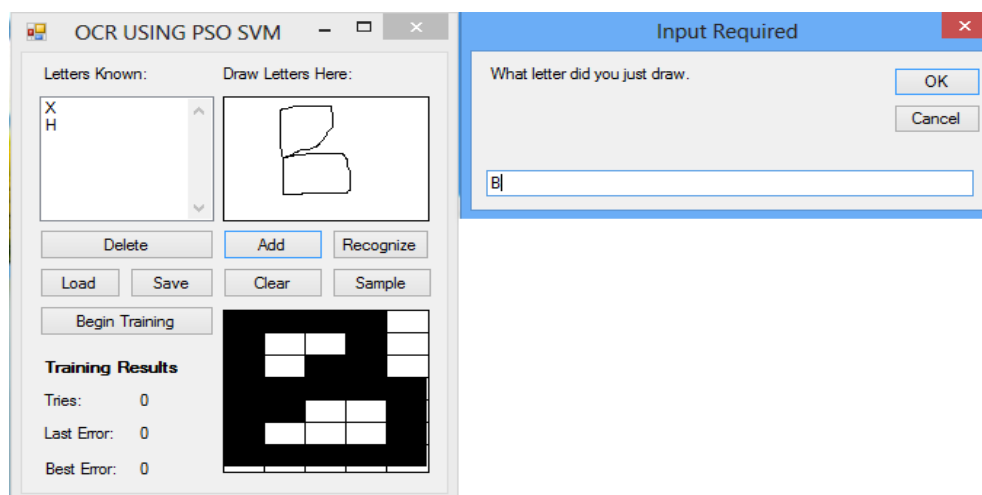 OCR USING PSO SVM
Letters Known:
Draw Letters Here:
X
H
B
Delete
Add
Recognize
Load
Save
Clear
Sample
Begin Training
Training Results
Tries: 0
Last Error: 0
Best Error: 0
Input Required
What letter did you just draw.
OK
Cancel
B